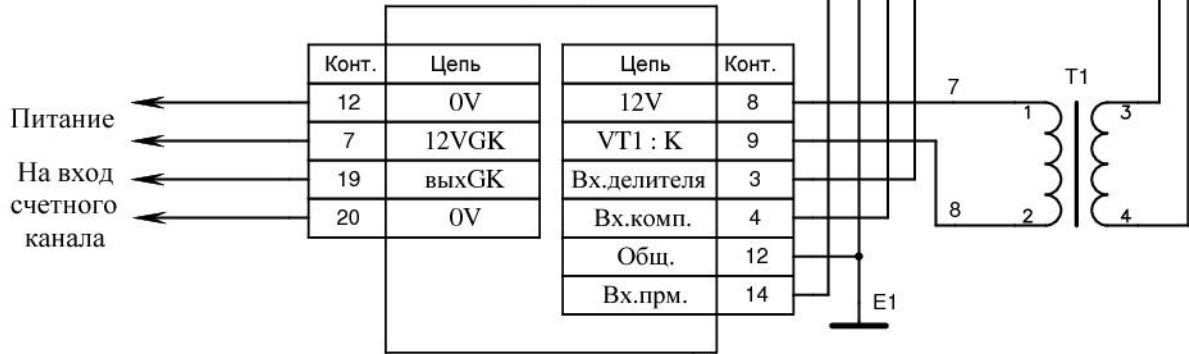 Питание
На вход
счетного
канала
Конт. Цепь
12 0V
7 12VGK
19 выхGK
20 0V
Цепь Конт.
12V 8
VT1 : K 9
Вх.делителя 3
Вх.комп. 4
Общ. 12
Вх.прм. 14
7
8
T1
1
2
3
4
E1